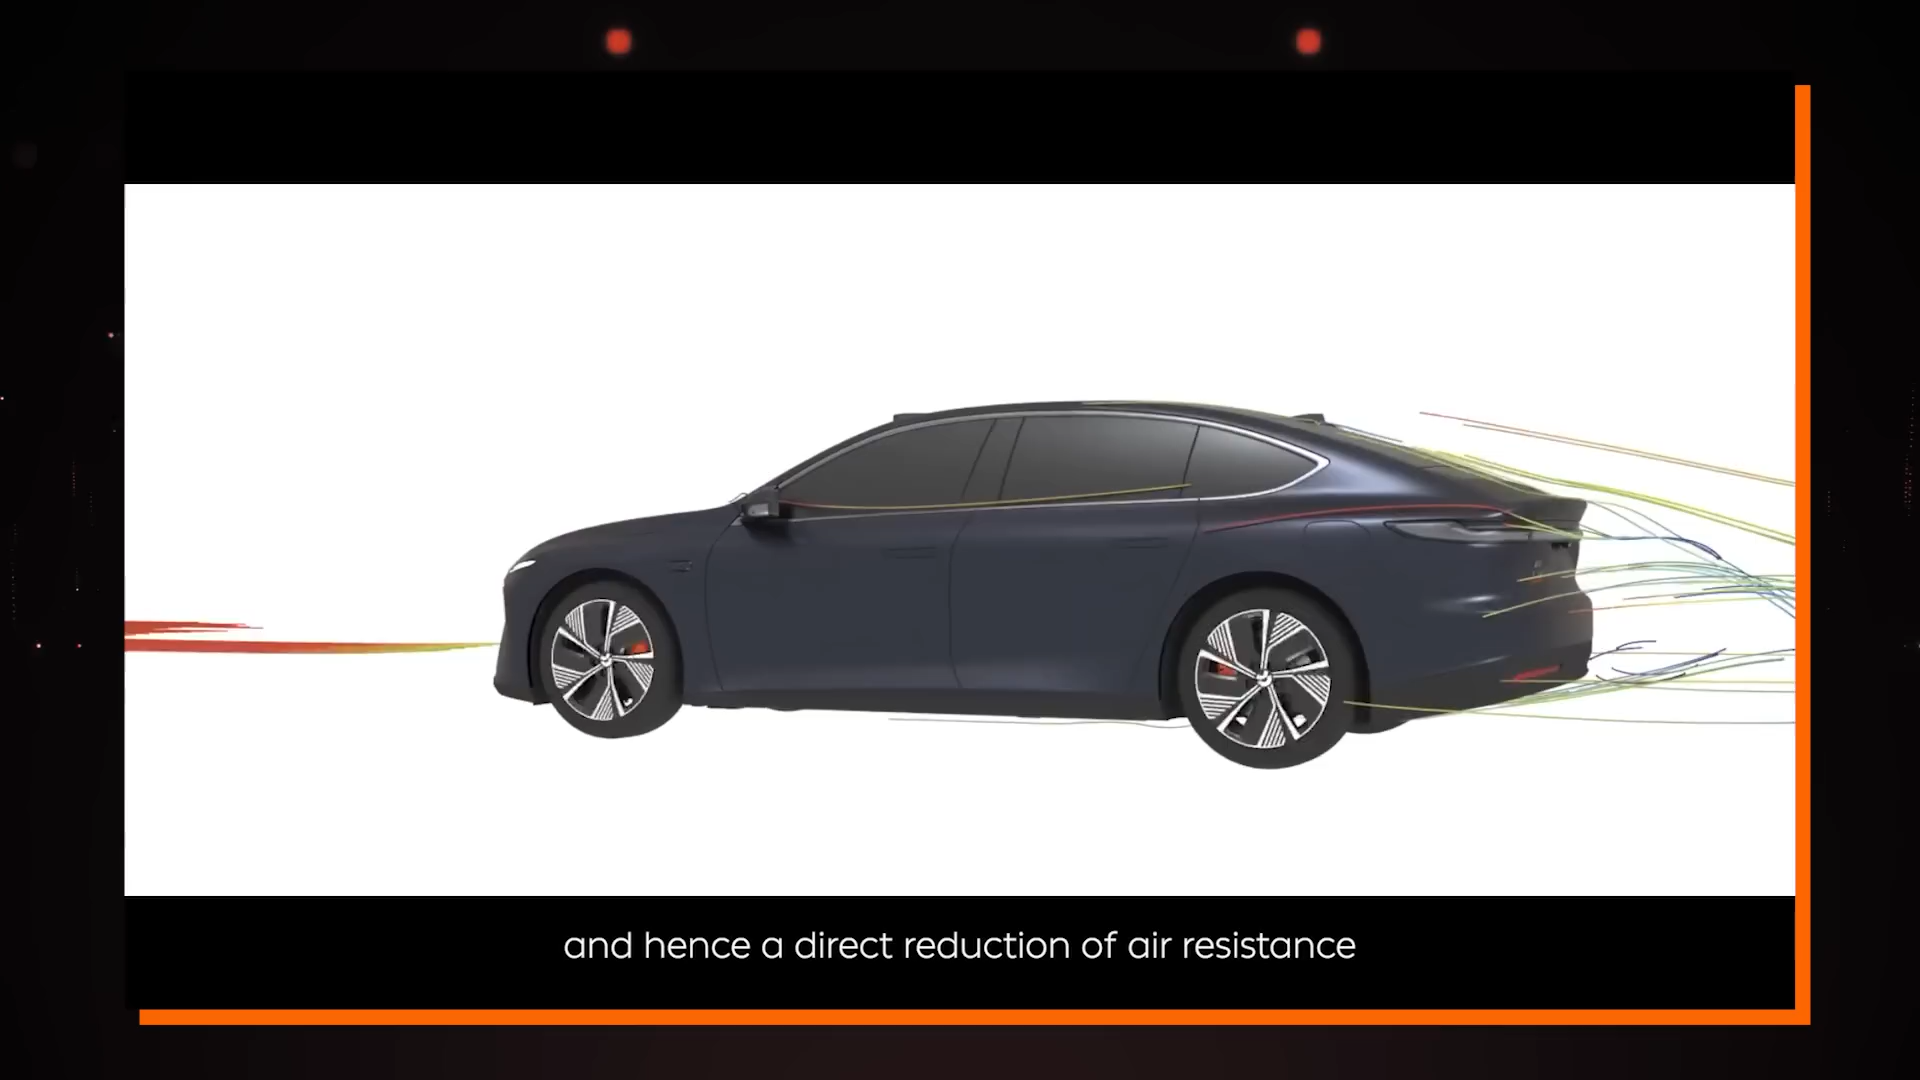 and hence a direct reduction of air resistance